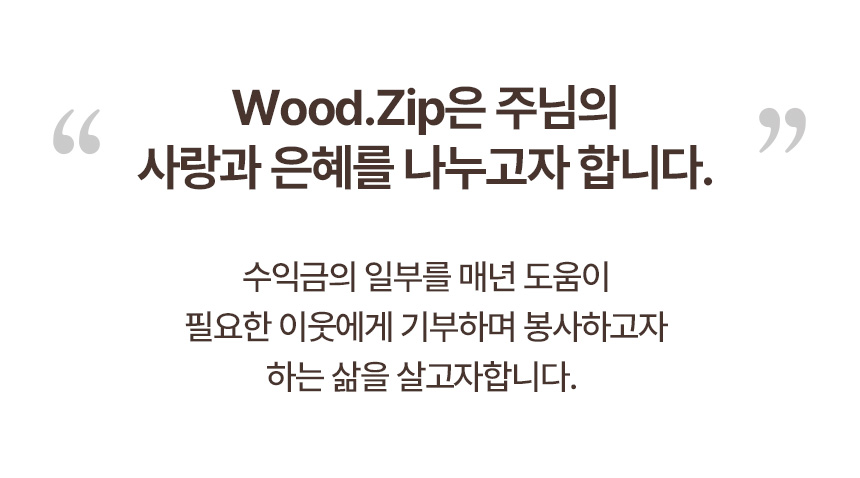 “ Wood.Zip은 주님의 ”
사랑과 은혜를 나누고자 합니다.
수익금의 일부를 매년 도움이
필요한 이웃에게 기부하며 봉사하고자
하는 삶을 살고자합니다.